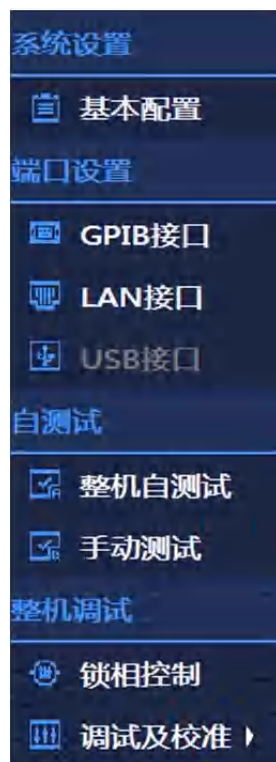 系统设置
基本配置
端口设置
GPIB接口
LAN接口
USB接口
自测试
整机自测试
手动测试
整机调试
锁相控制
调试及校准